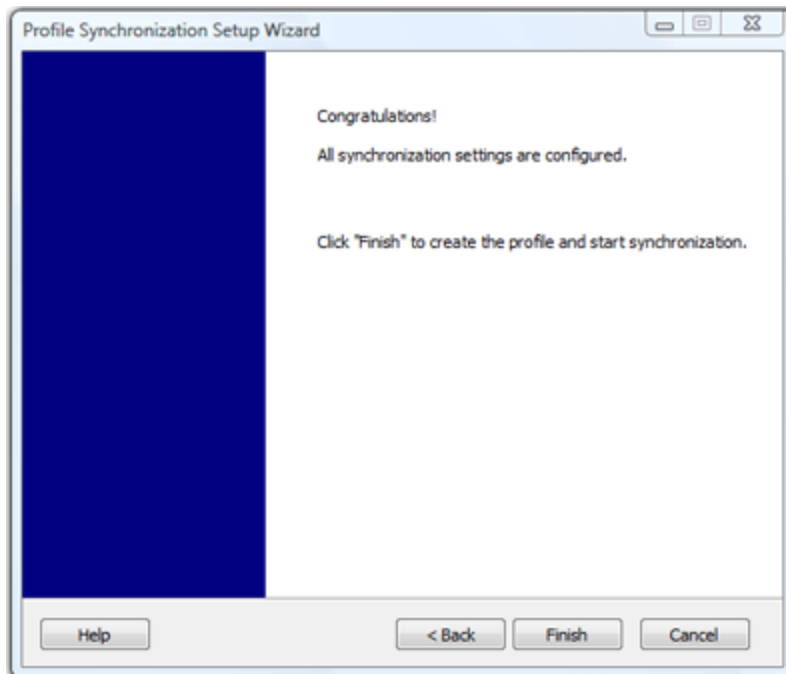 Profile Synchronization Setup Wizard
Congratulations!
All synchronization settings are configured.
Click "Finish" to create the profile and start synchronization.
Help
< Back
Finish
Cancel